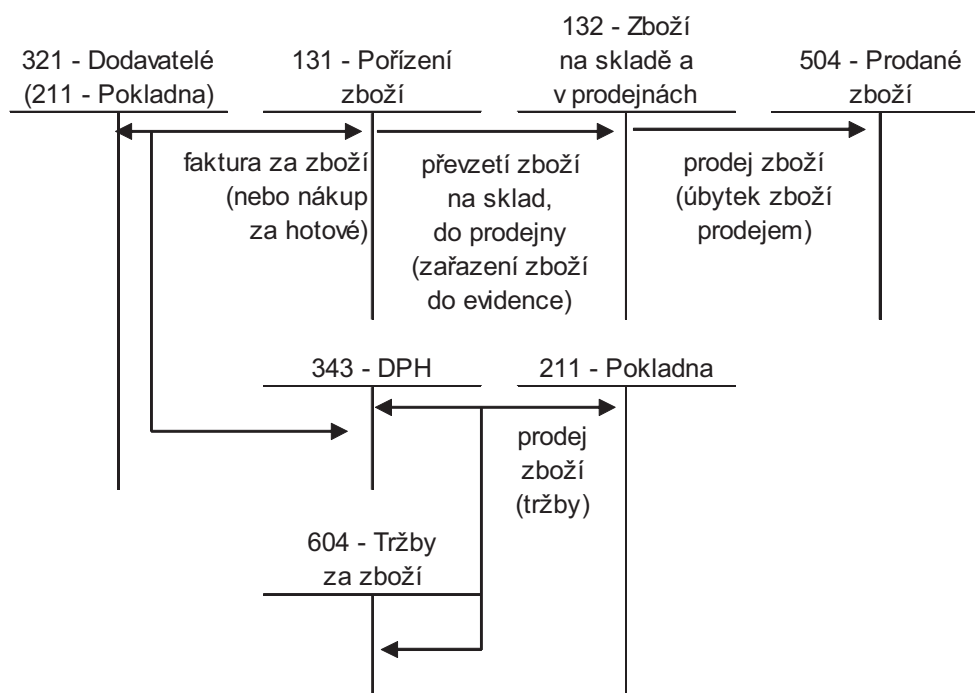 321 - Dodavatelé
(211 - Pokladna)
131 - Pořízení
zboží
132 - Zboží
na skladě a
v prodejnách
504 - Prodané
zboží
faktura za zboží
(nebo nákup
za hotové)
převzetí zboží
na sklad,
do prodejny
(zařazení zboží
do evidence)
prodej zboží
(úbytek zboží
prodejem)
343 - DPH
211 - Pokladna
prodej
zboží
(tržby)
604 - Tržby
za zboží